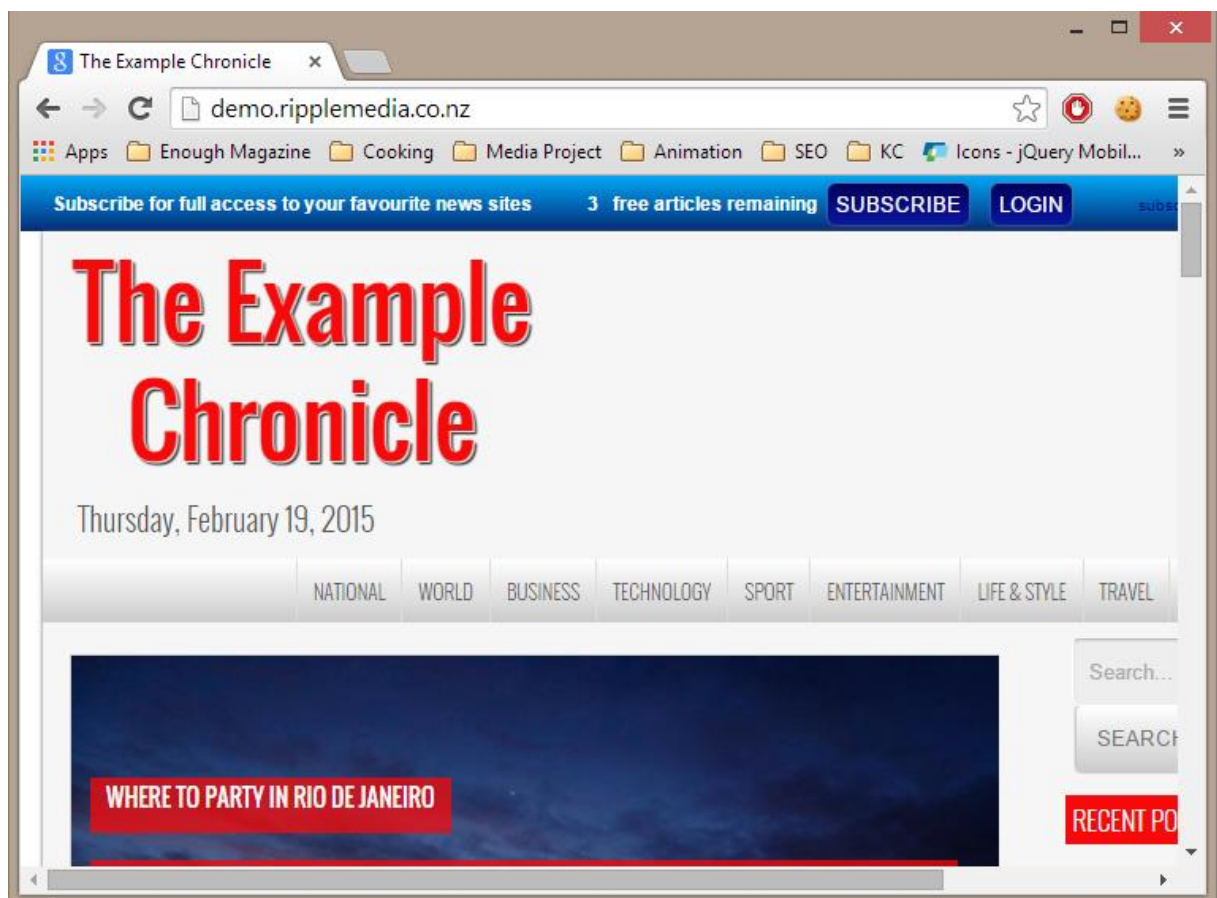 The Example Chronicle
demo.ripplemedia.co.nz
Apps Enough Magazine Cooking Media Project Animation SEO KC Icons - jQuery Mobil... »
Subscribe for full access to your favourite news sites 3 free articles remaining SUBSCRIBE LOGIN subsc
The Example
Chronicle
Thursday, February 19, 2015
NATIONAL WORLD BUSINESS TECHNOLOGY SPORT ENTERTAINMENT LIFE & STYLE TRAVEL
Search...
SEARCH
WHERE TO PARTY IN RIO DE JANEIRO
RECENT PO